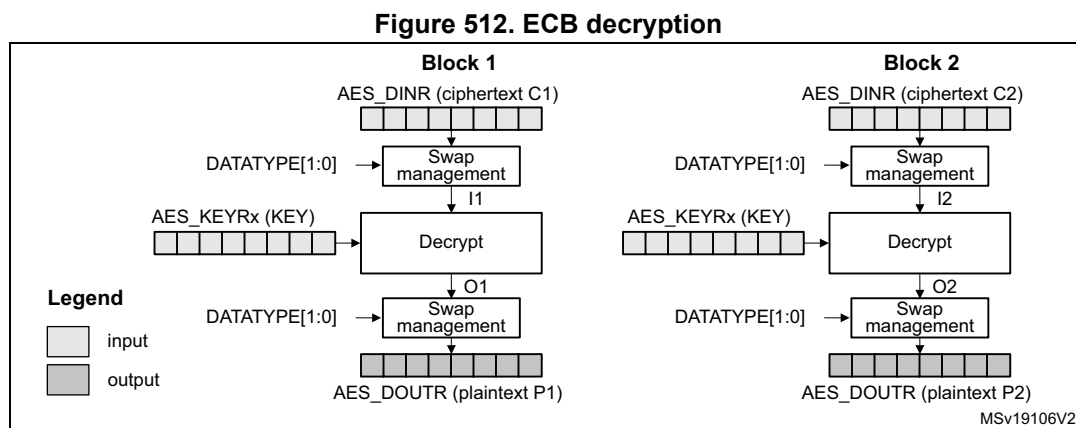 Figure 512. ECB decryption
Block 1
AES_DINR (ciphertext C1)
DATATYPE[1:0]
Swap
management
I1
AES_KEYRx (KEY)
Decrypt
O1
DATATYPE[1:0]
Swap
management
AES_DOUTR (plaintext P1)
Block 2
AES_DINR (ciphertext C2)
DATATYPE[1:0]
Swap
management
I2
AES_KEYRx (KEY)
Decrypt
O2
DATATYPE[1:0]
Swap
management
AES_DOUTR (plaintext P2)
Legend
input
output
MSv19106V2